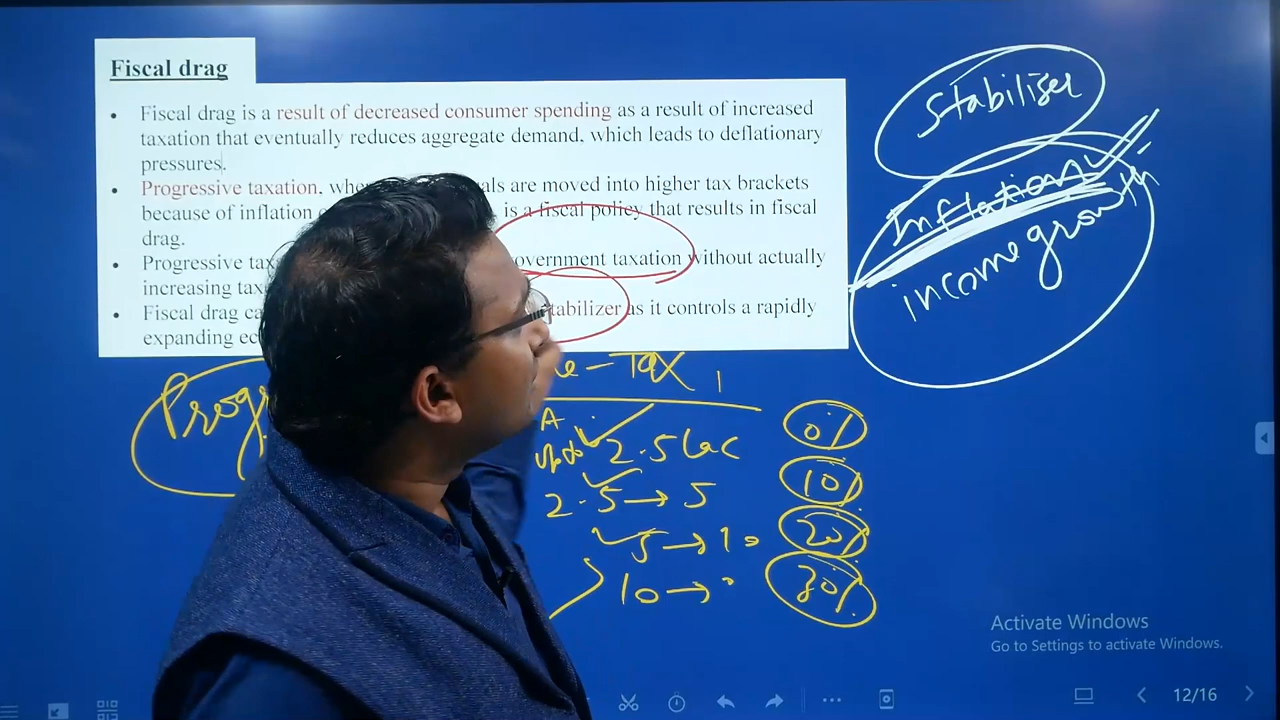 Fiscal drag
• Fiscal drag is a result of decreased consumer spending as a result of increased
taxation that eventually reduces aggregate demand, which leads to deflationary
pressures.
• Progressive taxation, als are moved into higher tax brackets
because of inflation is a fiscal policy that results in fiscal
drag.
• Progressive tax overnment taxation without actually
increasing tax
• Fiscal drag ca tabilizer as it controls a rapidly
expanding ec
Stabiliser
Inflation
income growth
Prog
e - Tax
A
upto 2.5 lac 0%
2.5 → 5 10%
5 → 10 20%
10 → 30%
Activate Windows
Go to Settings to activate Windows.
12/16